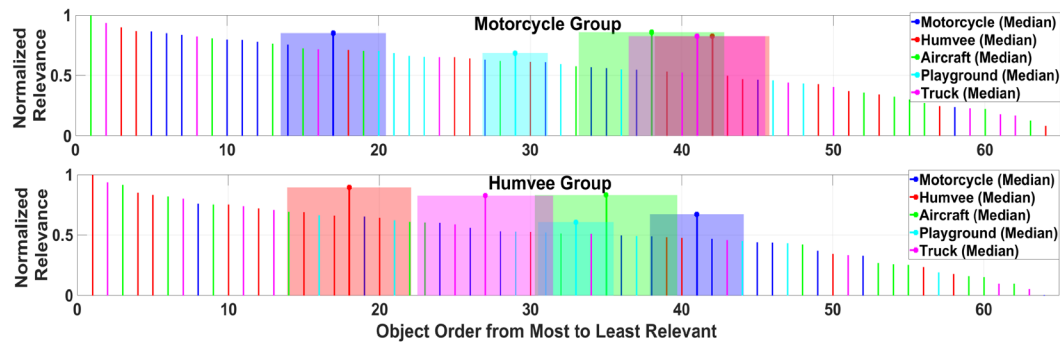 Motorcycle Group
Normalized
Relevance
1
0.5
0
0 10 20 30 40 50 60
Motorcycle (Median)
Humvee (Median)
Aircraft (Median)
Playground (Median)
Truck (Median)
Humvee Group
Normalized
Relevance
1
0.5
0
0 10 20 30 40 50 60
Motorcycle (Median)
Humvee (Median)
Aircraft (Median)
Playground (Median)
Truck (Median)
Object Order from Most to Least Relevant